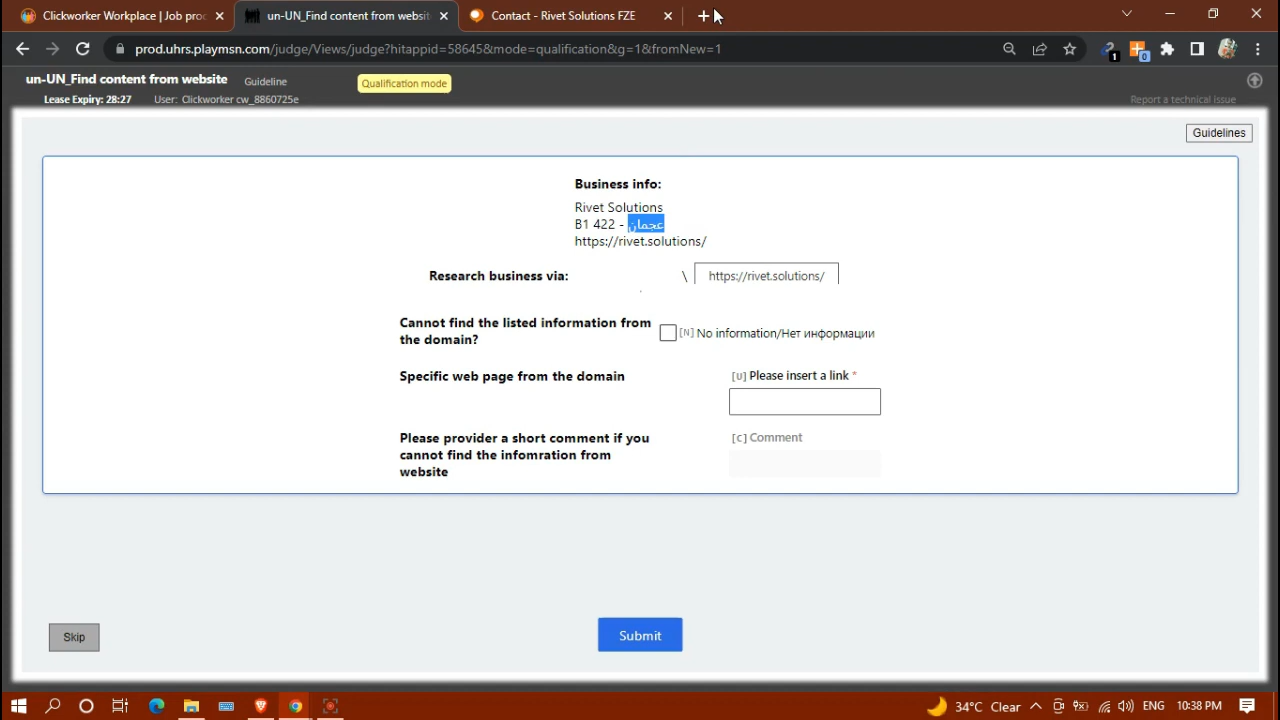 Clickworker Workplace | Job proc
un-UN_Find content from websit
Contact - Rivet Solutions FZE
prod.uhrs.playmsn.com/judge/Views/judge?hitappid=58645&mode=qualification&g=1&fromNew=1
1
0
un-UN_Find content from website
Guideline
Qualification mode
Lease Expiry: 28:27
User: Clickworker cw_8860725e
Report a technical issue
Guidelines
Business info:
Rivet Solutions
B1 422 - عجمان
https://rivet.solutions/
Research business via:
\
https://rivet.solutions/
Cannot find the listed information from
the domain?
[N] No information/Нет информации
Specific web page from the domain
[U] Please insert a link *
Please provider a short comment if you
cannot find the infomration from
website
[C] Comment
Skip
Submit
34°C Clear
ENG
10:38 PM